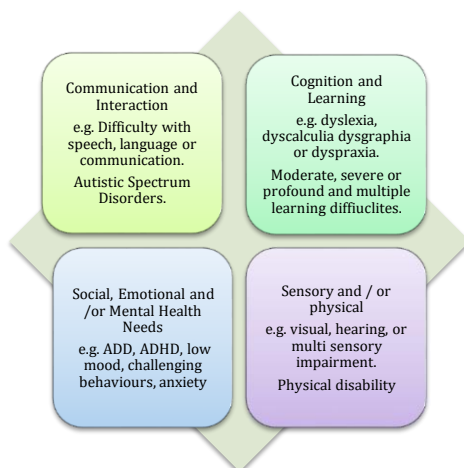 Communication and
Interaction
e.g. Difficulty with
speech, language or
communication.
Autistic Spectrum
Disorders.
Cognition and
Learning
e.g. dyslexia,
dyscalculia dysgraphia
or dyspraxia.
Moderate, severe or
profound and multiple
learning diffiuclites.
Social, Emotional and
/or Mental Health
Needs
e.g. ADD, ADHD, low
mood, challenging
behaviours, anxiety
Sensory and / or
physical
e.g. visual, hearing, or
multi sensory
impairment.
Physical disability